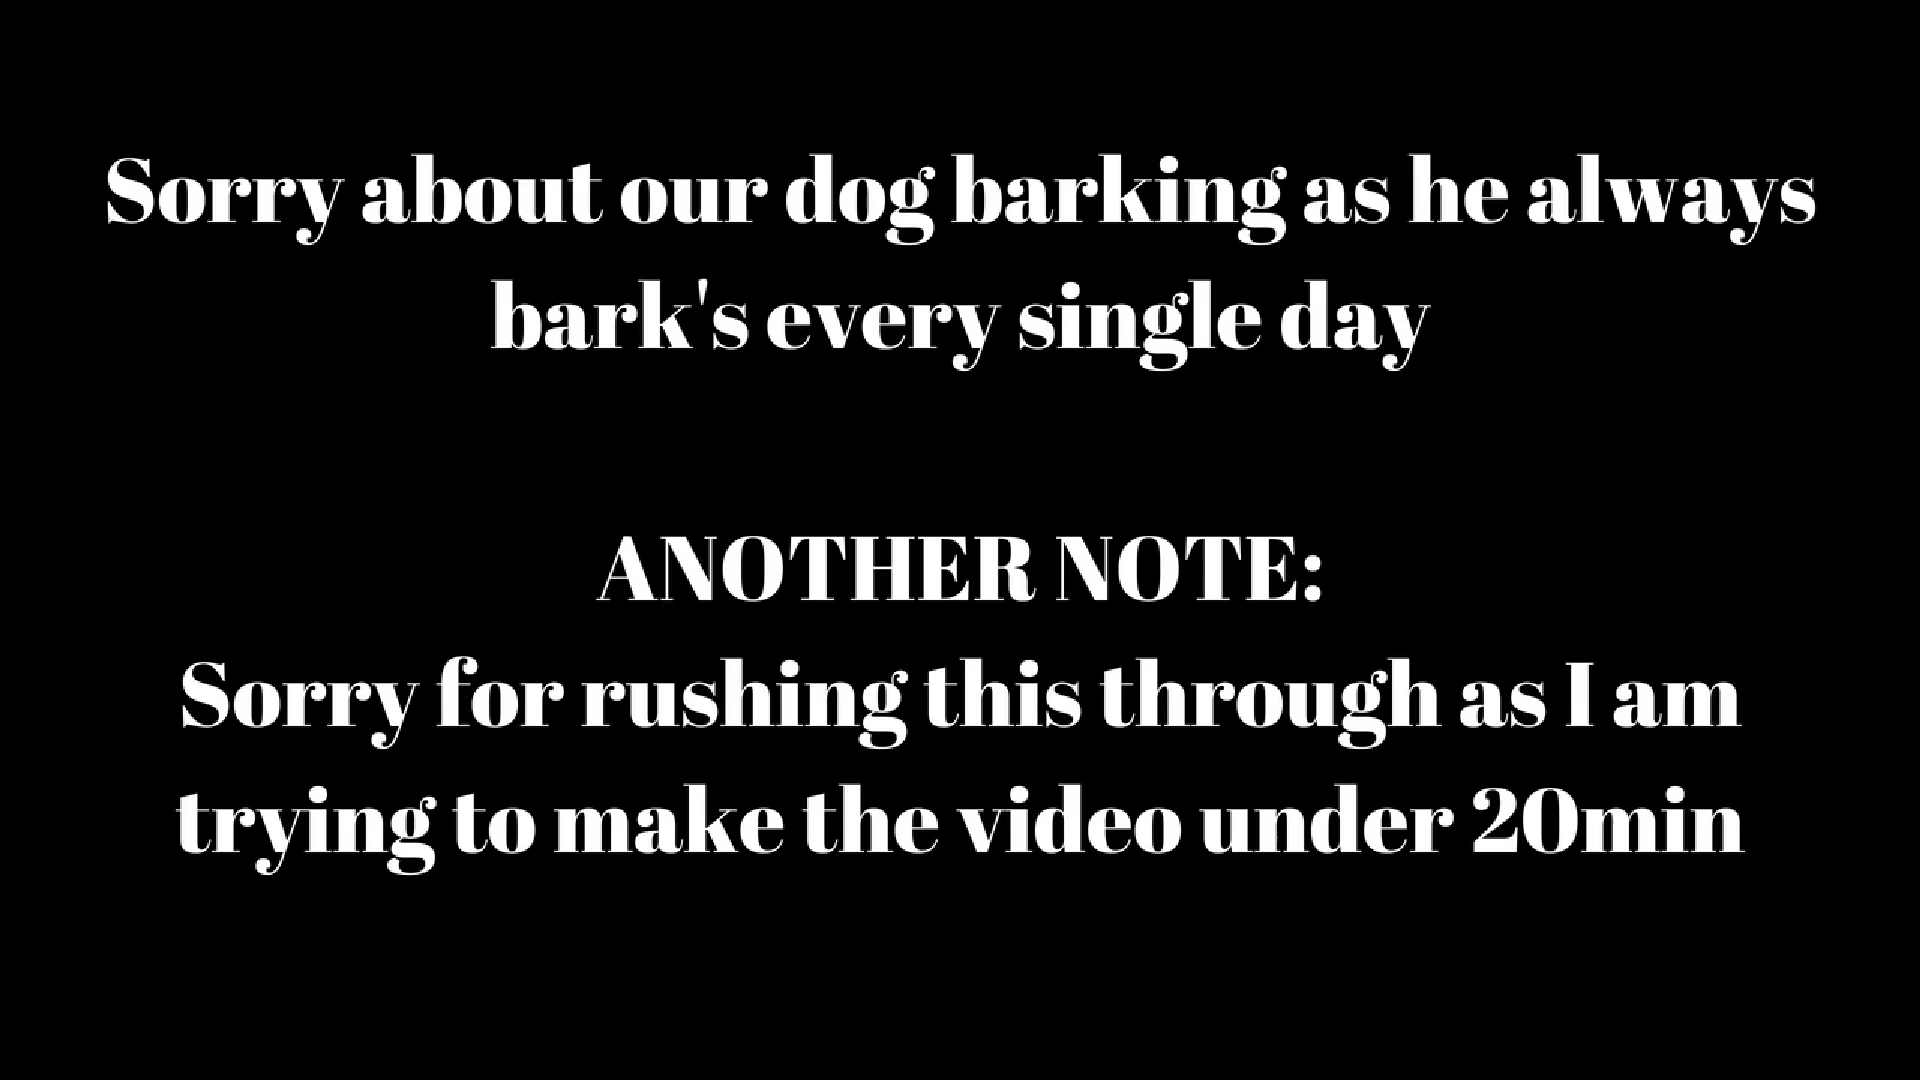 Sorry about our dog barking as he always
bark's every single day
ANOTHER NOTE:
Sorry for rushing this through as I am
trying to make the video under 20min